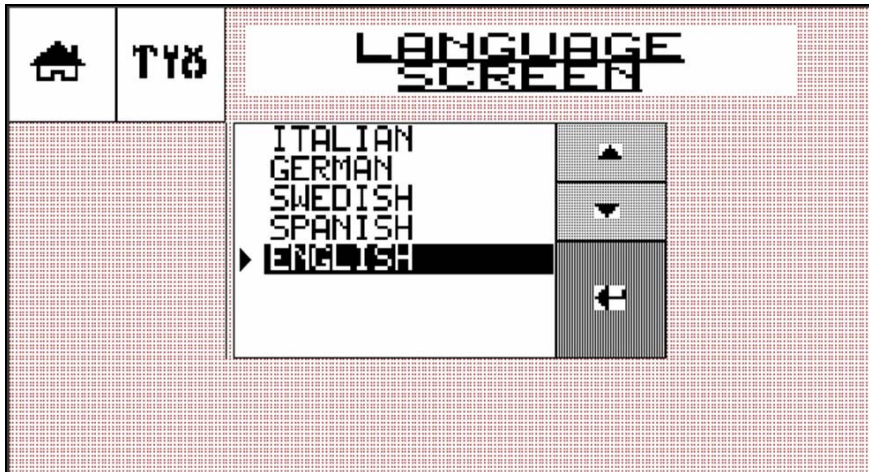 LANGUAGE
SCREEN
ITALIAN
GERMAN
SWEDISH
SPANISH
ENGLISH